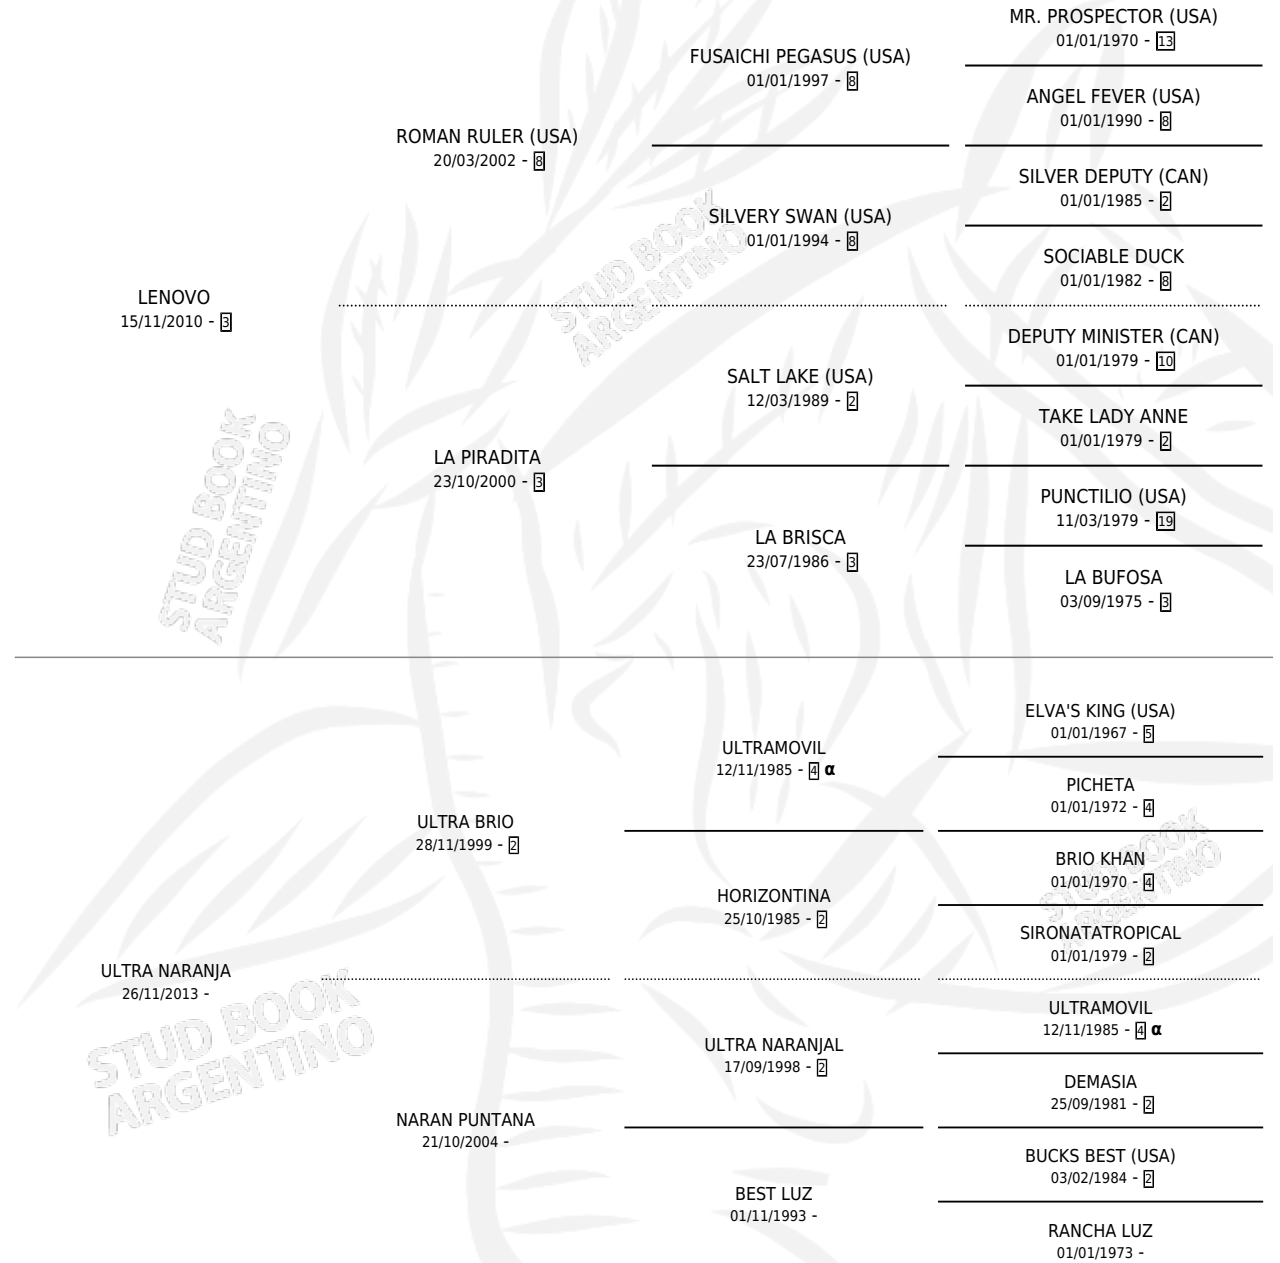 MR. PROSPECTOR (USA)
01/01/1970 - 13
FUSAICHI PEGASUS (USA)
01/01/1997 - 8
ANGEL FEVER (USA)
01/01/1990 - 8
ROMAN RULER (USA)
20/03/2002 - 8
SILVER DEPUTY (CAN)
01/01/1985 - 2
SILVERY SWAN (USA)
01/01/1994 - 8
SOCIABLE DUCK
01/01/1982 - 8
LENOVO
15/11/2010 - 3
DEPUTY MINISTER (CAN)
01/01/1979 - 10
SALT LAKE (USA)
12/03/1989 - 2
TAKE LADY ANNE
01/01/1979 - 2
LA PIRADITA
23/10/2000 - 3
PUNCTILIO (USA)
11/03/1979 - 19
LA BRISCA
23/07/1986 - 3
LA BUFOSA
03/09/1975 - 3
ELVA'S KING (USA)
01/01/1967 - 5
ULTRAMOVIL
12/11/1985 - 4 α
PICHETA
01/01/1972 - 4
ULTRA BRIO
28/11/1999 - 2
BRIO KHAN
01/01/1970 - 4
HORIZONTINA
25/10/1985 - 2
SIRONATATROPICAL
01/01/1979 - 2
ULTRA NARANJA
26/11/2013 -
ULTRAMOVIL
12/11/1985 - 4 α
ULTRA NARANJAL
17/09/1998 - 2
DEMASIA
25/09/1981 - 2
NARAN PUNTANA
21/10/2004 -
BUCKS BEST (USA)
03/02/1984 - 2
BEST LUZ
01/11/1993 -
RANCHA LUZ
01/01/1973 -
STUD BOOK
ARGENTINO
STUD BOOK
ARGENTINO
STUD BOOK
ARGENTINO
STUD BOOK
ARGENTINO